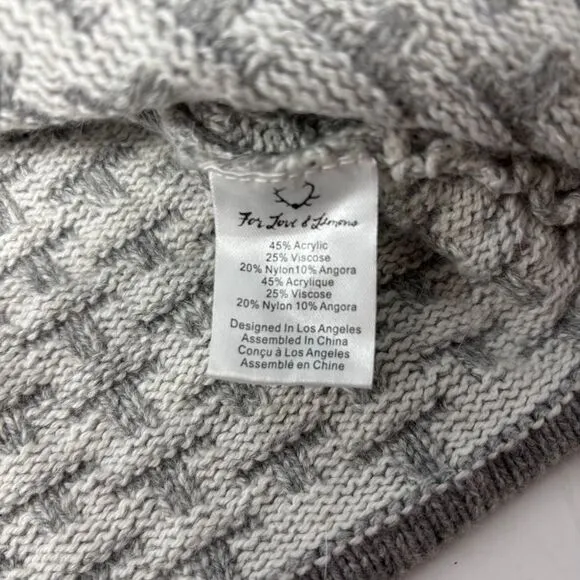 For Love & Lemons
45% Acrylic
25% Viscose
20% Nylon10% Angora
45% Acrylique
25% Viscose
20% Nylon 10% Angora
Designed In Los Angeles
Assembled In China
Conçu à Los Angeles
Assemblé en Chine